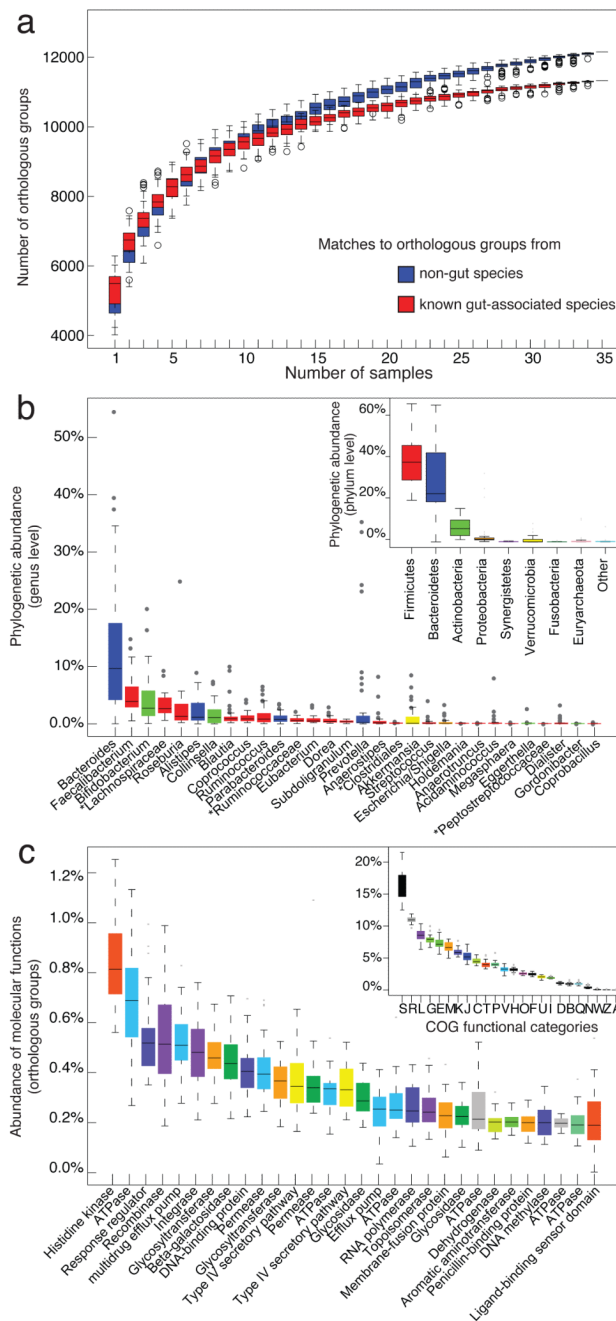 a
Number of orthologous groups
12000
10000
8000
6000
4000
Matches to orthologous groups from
non-gut species
known gut-associated species
1 5 10 15 20 25 30 35
Number of samples
b
Phylogenetic abundance
(genus level)
50%
40%
30%
20%
10%
0.0%
Phylogenetic abundance
(phylum level)
60%
40%
20%
0%
Firmicutes
Bacteroidetes
Actinobacteria
Proteobacteria
Synergistetes
Verrucomicrobia
Fusobacteria
Euryarchaeota
Other
Bacteroides
Faecalibacterium
Bifidobacterium
*Lachnospiraceae
Roseburia
Alistipes
Collinsella
Blautia
Coprococcus
Ruminococcus
Parabacteroides
*Ruminococcaceae
Eubacterium
Dorea
Subdoligranulum
Prevotella
Anaerostipes
Clostridiales
Akkermansia
Streptococcus
Escherichia/Shigella
Holdemania
Anaerotruncus
Acidaminococcus
Megasphaera
Eggerthella
*Peptostreptococcaceae
Dialister
Gordonibacter
Coprobacillus
c
Abundance of molecular functions
(orthologous groups)
1.2%
1.0%
0.8%
0.6%
0.4%
0.2%
0.0%
20%
15%
10%
5%
0%
SRLGEMKJCTPVHOFUIDBQNWZA
COG functional categories
Histidine kinase
ATPase
Response regulator
Recombinase
multidrug efflux pump
Integrase
Glycosyltransferase
Beta-galactosidase
DNA-binding protein
Permease
Glycosyltransferase
Type IV secretory pathway
Permease
ATPase
Type IV secretory pathway
Glycosidase
Efflux pump
ATPase
RNA polymerase
Topoisomerase
Membrane-fusion protein
Glycosidase
ATPase
Dehydrogenase
Aromatic aminotransferase
Penicillin-binding protein
DNA methylase
ATPase
ATPase
Ligand-binding sensor domain